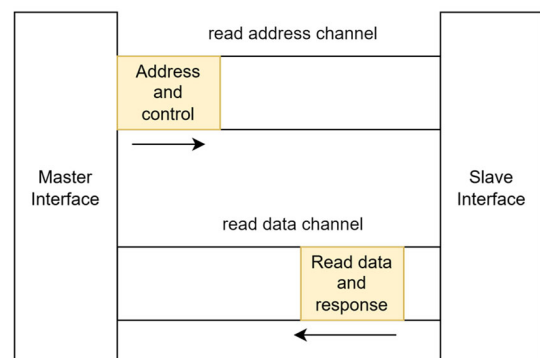 read address channel
Address
and
control
Master
Interface
Slave
Interface
read data channel
Read data
and
response